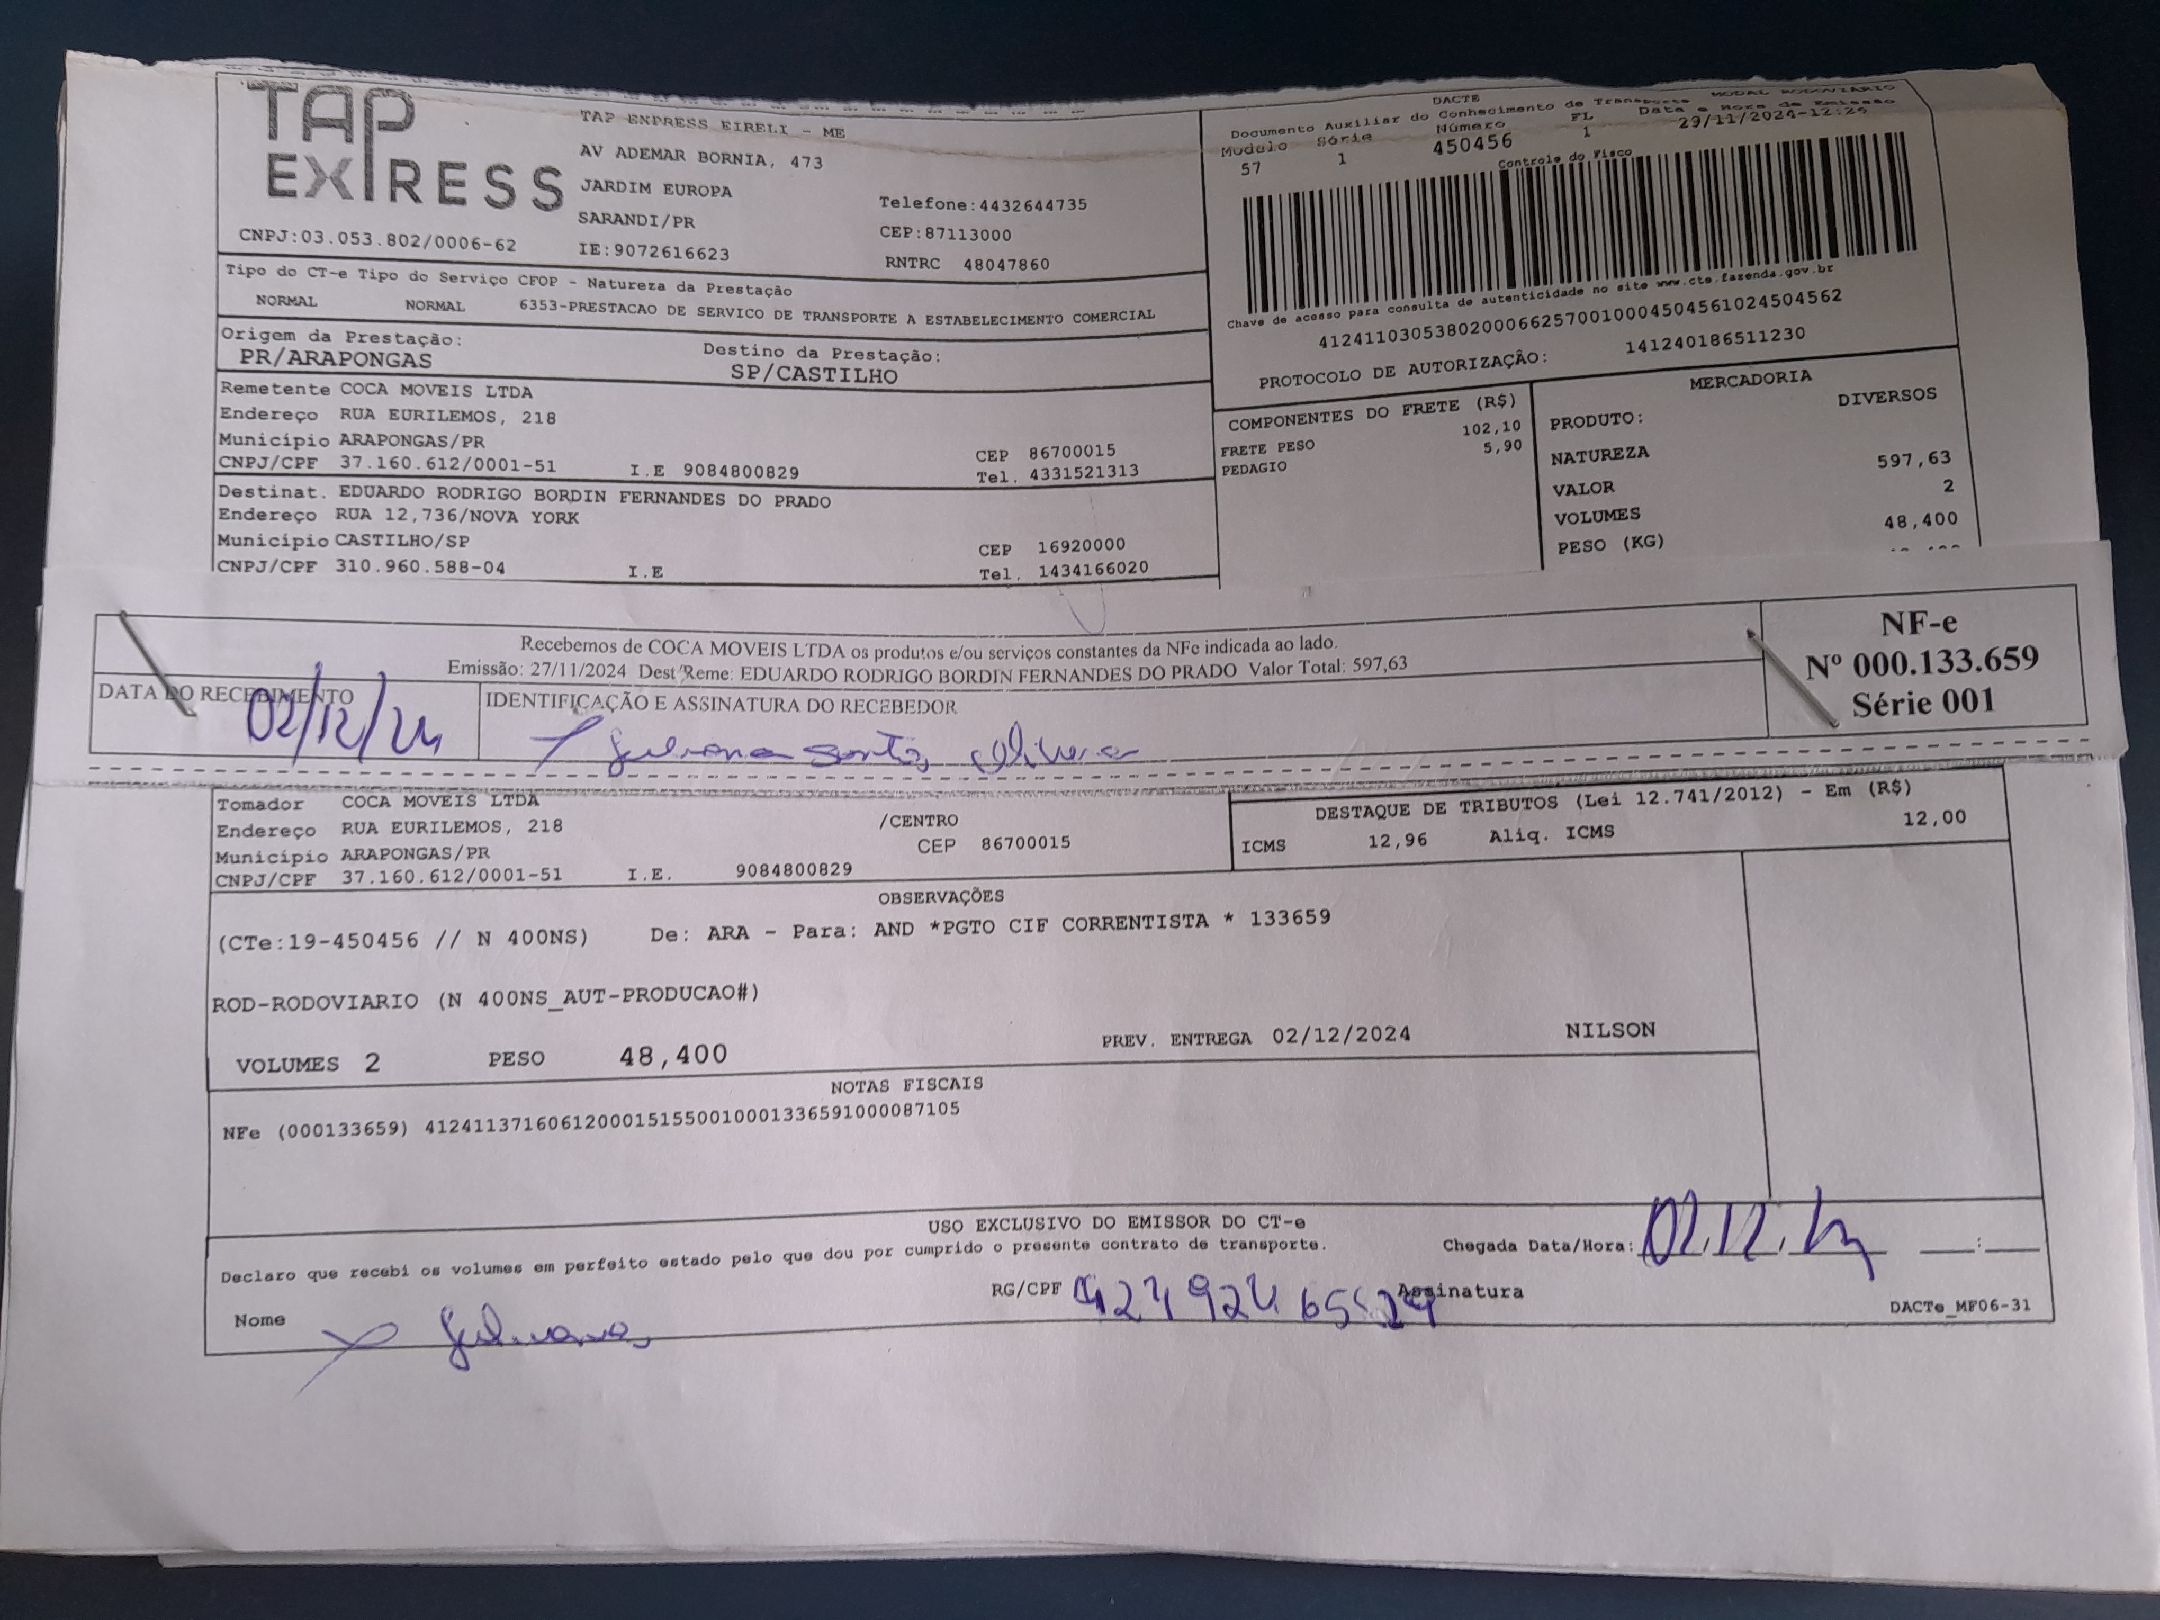 TAP
EXPRESS
TAP EXPRESS EIRELI - ME
AV ADEMAR BORNIA, 473
JARDIM EUROPA
SARANDI/PR
Telefone:4432644735
CEP:87113000
CNPJ:03.053.802/0006-62
IE:9072616623
RNTRC 48047860
DACTE
MODAL RODOVIÁRIO
Documento Auxiliar do Conhecimento de Transporte
Modulo Série Número FL Data e Hora de Emissão
57 1 450456 1 29/11/2024-12:26
Controle do Fisco
Chave de acesso para consulta de autenticidade no site www.cte.fazenda.gov.br
41241103053802000662570010004504561024504562
PROTOCOLO DE AUTORIZAÇÃO: 141240186511230
Tipo do CT-e Tipo do Serviço CFOP - Natureza da Prestação
NORMAL NORMAL 6353-PRESTACAO DE SERVICO DE TRANSPORTE A ESTABELECIMENTO COMERCIAL
Origem da Prestação:
PR/ARAPONGAS
Destino da Prestação:
SP/CASTILHO
Remetente COCA MOVEIS LTDA
Endereço RUA EURILEMOS, 218
Município ARAPONGAS/PR CEP 86700015
CNPJ/CPF 37.160.612/0001-51 I.E 9084800829 Tel. 4331521313
Destinat. EDUARDO RODRIGO BORDIN FERNANDES DO PRADO
Endereço RUA 12,736/NOVA YORK
Município CASTILHO/SP CEP 16920000
CNPJ/CPF 310.960.588-04 I.E Tel. 1434166020
COMPONENTES DO FRETE (R$)
FRETE PESO 102,10
PEDAGIO 5,90
MERCADORIA
PRODUTO: DIVERSOS
NATUREZA
VALOR 597,63
VOLUMES 2
PESO (KG) 48,400
Recebemos de COCA MOVEIS LTDA os produtos e/ou serviços constantes da NFe indicada ao lado.
Emissão: 27/11/2024 Dest/Reme: EDUARDO RODRIGO BORDIN FERNANDES DO PRADO Valor Total: 597,63
DATA DO RECEBIMENTO
02/12/24
IDENTIFICAÇÃO E ASSINATURA DO RECEBEDOR
Juliana Santos Oliveira
NF-e
Nº 000.133.659
Série 001
Tomador COCA MOVEIS LTDA
Endereço RUA EURILEMOS, 218 /CENTRO
Município ARAPONGAS/PR CEP 86700015
CNPJ/CPF 37.160.612/0001-51 I.E. 9084800829
DESTAQUE DE TRIBUTOS (Lei 12.741/2012) - Em (R$)
ICMS 12,96 Aliq. ICMS 12,00
OBSERVAÇÕES
(CTe:19-450456 // N 400NS) De: ARA - Para: AND *PGTO CIF CORRENTISTA * 133659
ROD-RODOVIARIO (N 400NS_AUT-PRODUCAO#)
VOLUMES 2 PESO 48,400 PREV. ENTREGA 02/12/2024 NILSON
NOTAS FISCAIS
NFe (000133659) 41241137160612000151550010001336591000087105
USO EXCLUSIVO DO EMISSOR DO CT-e
Declaro que recebi os volumes em perfeito estado pelo que dou por cumprido o presente contrato de transporte.
Chegada Data/Hora: 02.12.24 :
Nome Juliana
RG/CPF
Assinatura
DACTe_MF06-31